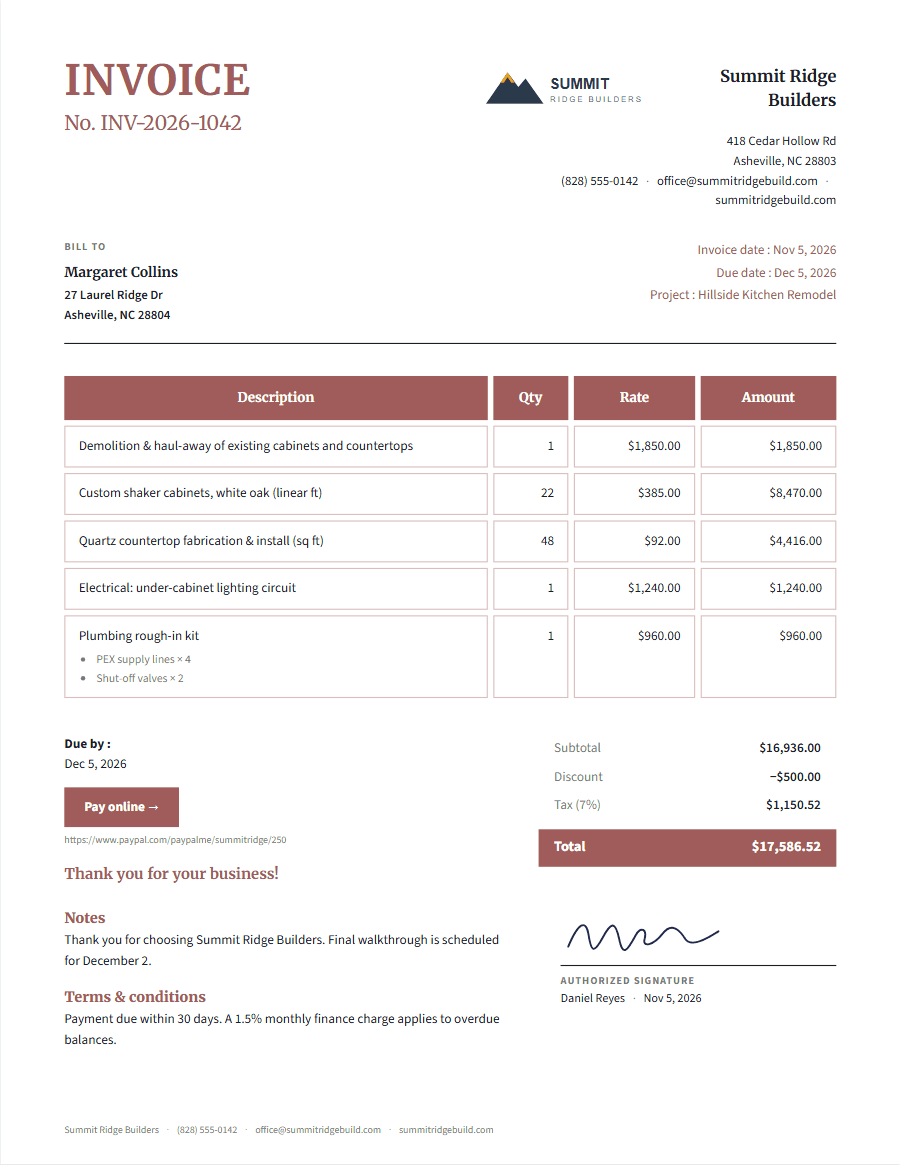 INVOICE
No. INV-2026-1042
SUMMIT
RIDGE BUILDERS
Summit Ridge
Builders
418 Cedar Hollow Rd
Asheville, NC 28803
(828) 555-0142 · office@summitridgebuild.com ·
summitridgebuild.com
BILL TO
Margaret Collins
27 Laurel Ridge Dr
Asheville, NC 28804
Invoice date : Nov 5, 2026
Due date : Dec 5, 2026
Project : Hillside Kitchen Remodel
Description Qty Rate Amount
Demolition & haul-away of existing cabinets and countertops 1 $1,850.00 $1,850.00
Custom shaker cabinets, white oak (linear ft) 22 $385.00 $8,470.00
Quartz countertop fabrication & install (sq ft) 48 $92.00 $4,416.00
Electrical: under-cabinet lighting circuit 1 $1,240.00 $1,240.00
Plumbing rough-in kit 1 $960.00 $960.00
• PEX supply lines × 4
• Shut-off valves × 2
Due by :
Dec 5, 2026
Pay online →
https://www.paypal.com/paypalme/summitridge/250
Thank you for your business!
Subtotal $16,936.00
Discount −$500.00
Tax (7%) $1,150.52
Total $17,586.52
Notes
Thank you for choosing Summit Ridge Builders. Final walkthrough is scheduled
for December 2.
Terms & conditions
Payment due within 30 days. A 1.5% monthly finance charge applies to overdue
balances.
AUTHORIZED SIGNATURE
Daniel Reyes · Nov 5, 2026
Summit Ridge Builders · (828) 555-0142 · office@summitridgebuild.com · summitridgebuild.com